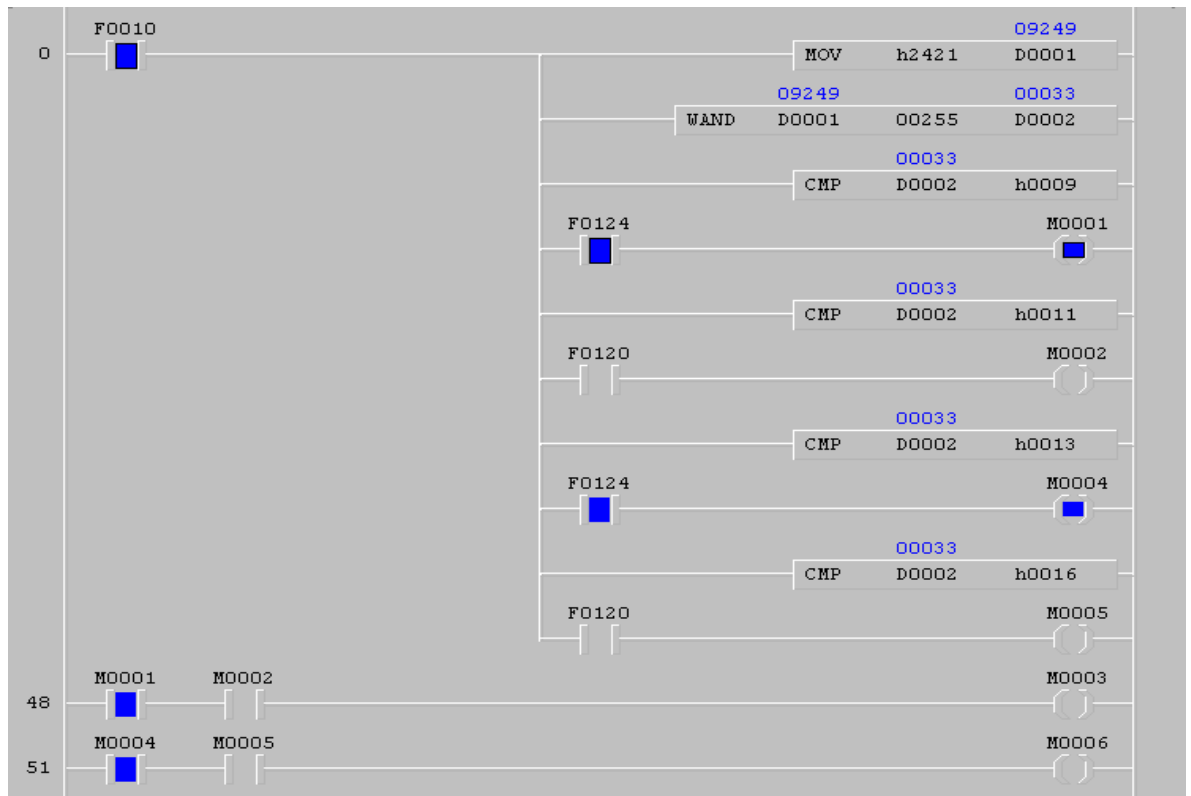 F0010 09249
0 MOV h2421 D0001
09249 00033
WAND D0001 00255 D0002
00033
CMP D0002 h0009
F0124 M0001
00033
CMP D0002 h0011
F0120 M0002
00033
CMP D0002 h0013
F0124 M0004
00033
CMP D0002 h0016
F0120 M0005
M0001 M0002 M0003
48
M0004 M0005 M0006
51